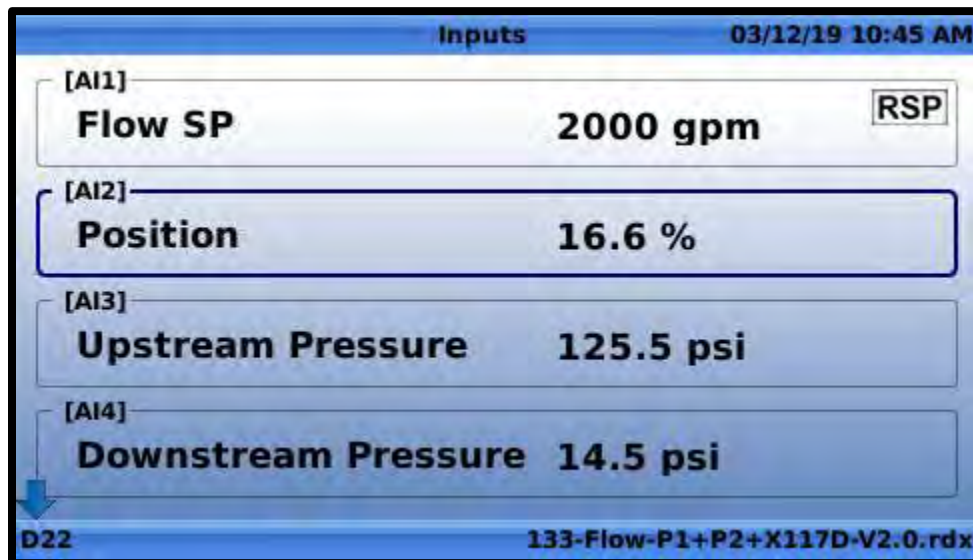 Inputs 03/12/19 10:45 AM
[AI1]
Flow SP 2000 gpm RSP
[AI2]
Position 16.6 %
[AI3]
Upstream Pressure 125.5 psi
[AI4]
Downstream Pressure 14.5 psi
D22 133-Flow-P1+P2+X117D-V2.0.rdx